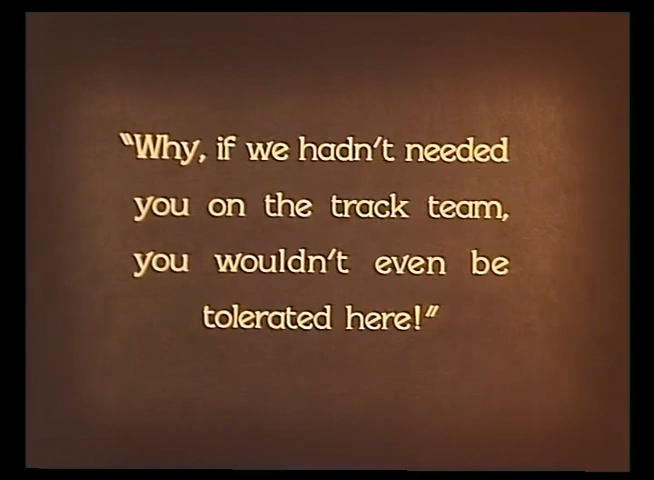 "Why, if we hadn't needed
you on the track team,
you wouldn't even be
tolerated here!"